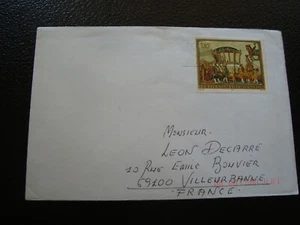 MONSIEUR.
LEON DECARRE
10 RUE EMILE BOUVIER
69100 VILLEURBANNE
FRANCE